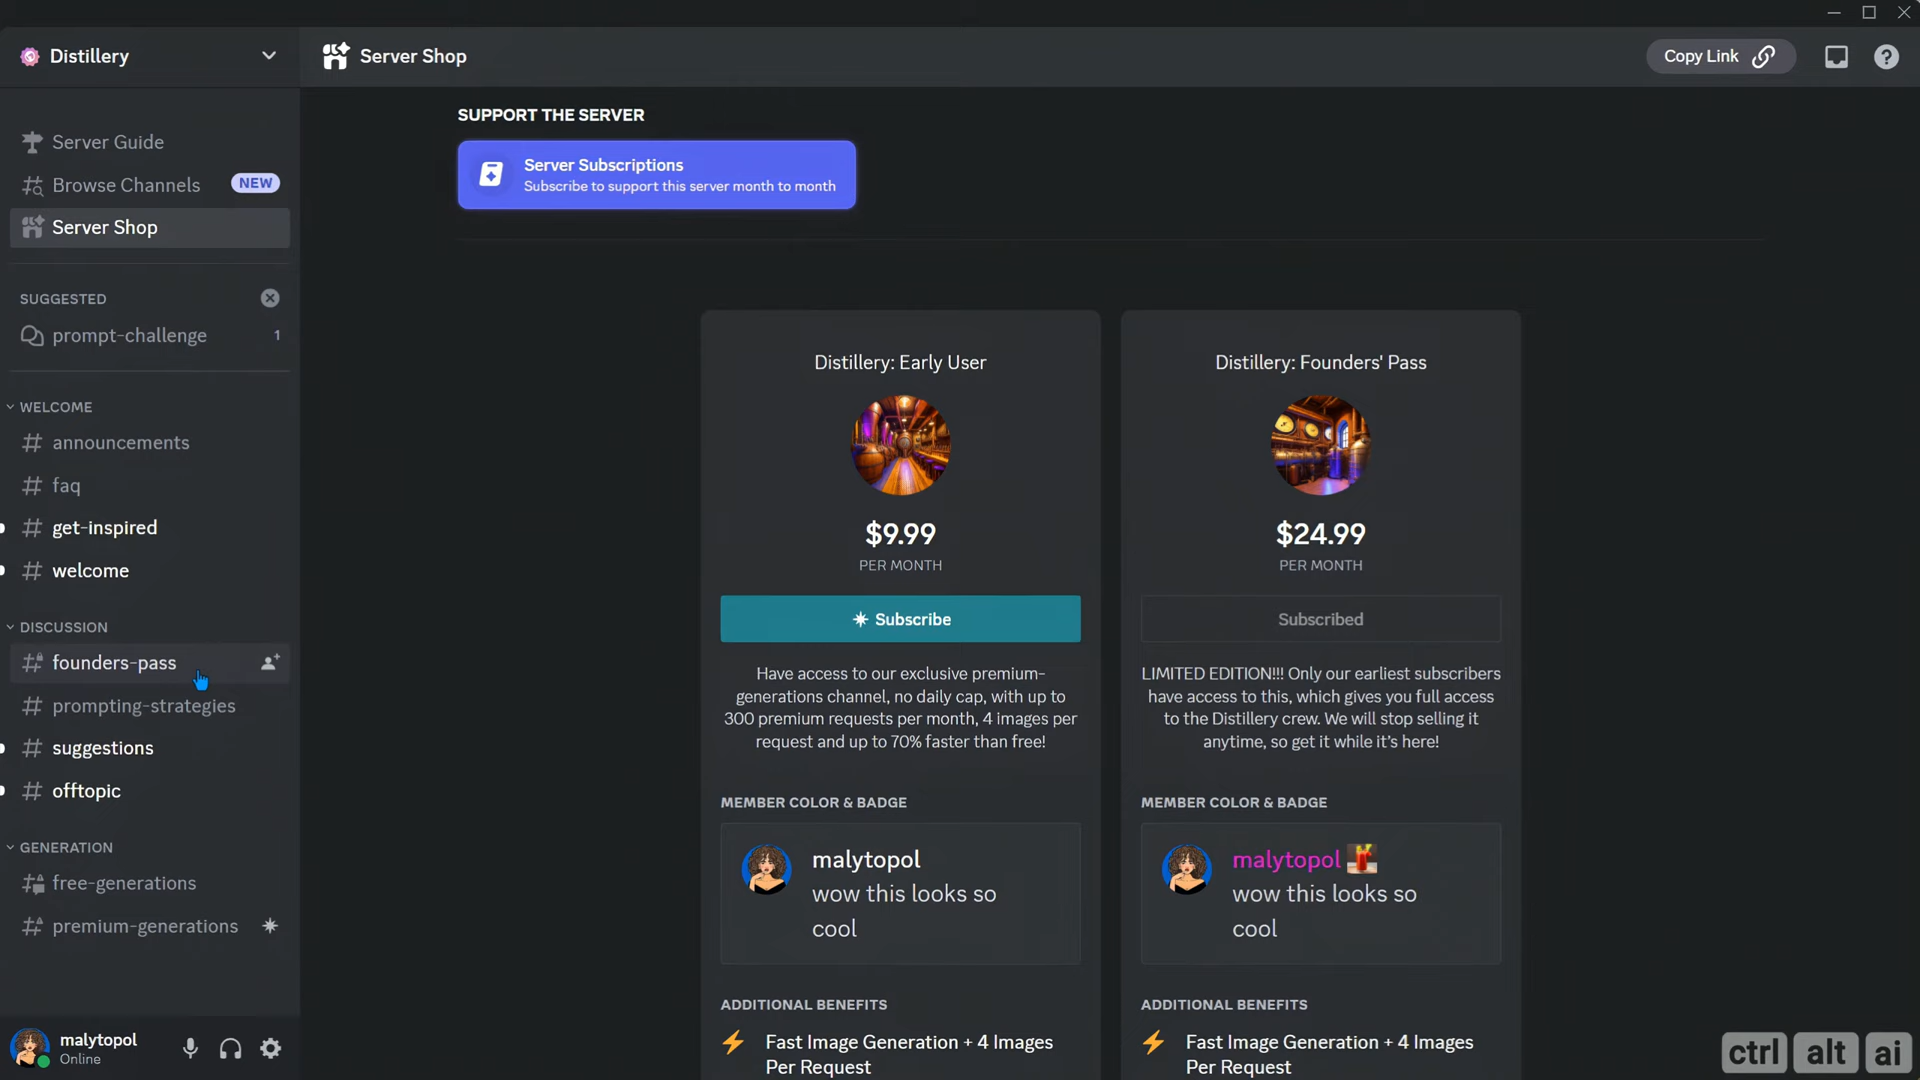 Distillery
Server Shop
Copy Link
Server Guide
Browse Channels NEW
Server Shop
SUGGESTED
prompt-challenge 1
WELCOME
announcements
faq
get-inspired
welcome
DISCUSSION
founders-pass
prompting-strategies
suggestions
offtopic
GENERATION
free-generations
premium-generations
malytopol
Online
SUPPORT THE SERVER
Server Subscriptions
Subscribe to support this server month to month
Distillery: Early User
$9.99
PER MONTH
Subscribe
Have access to our exclusive premium-
generations channel, no daily cap, with up to
300 premium requests per month, 4 images per
request and up to 70% faster than free!
MEMBER COLOR & BADGE
malytopol
wow this looks so
cool
ADDITIONAL BENEFITS
Fast Image Generation + 4 Images
Per Request
Distillery: Founders' Pass
$24.99
PER MONTH
Subscribed
LIMITED EDITION!!! Only our earliest subscribers
have access to this, which gives you full access
to the Distillery crew. We will stop selling it
anytime, so get it while it's here!
MEMBER COLOR & BADGE
malytopol
wow this looks so
cool
ADDITIONAL BENEFITS
Fast Image Generation + 4 Images
Per Request
ctrl alt ai